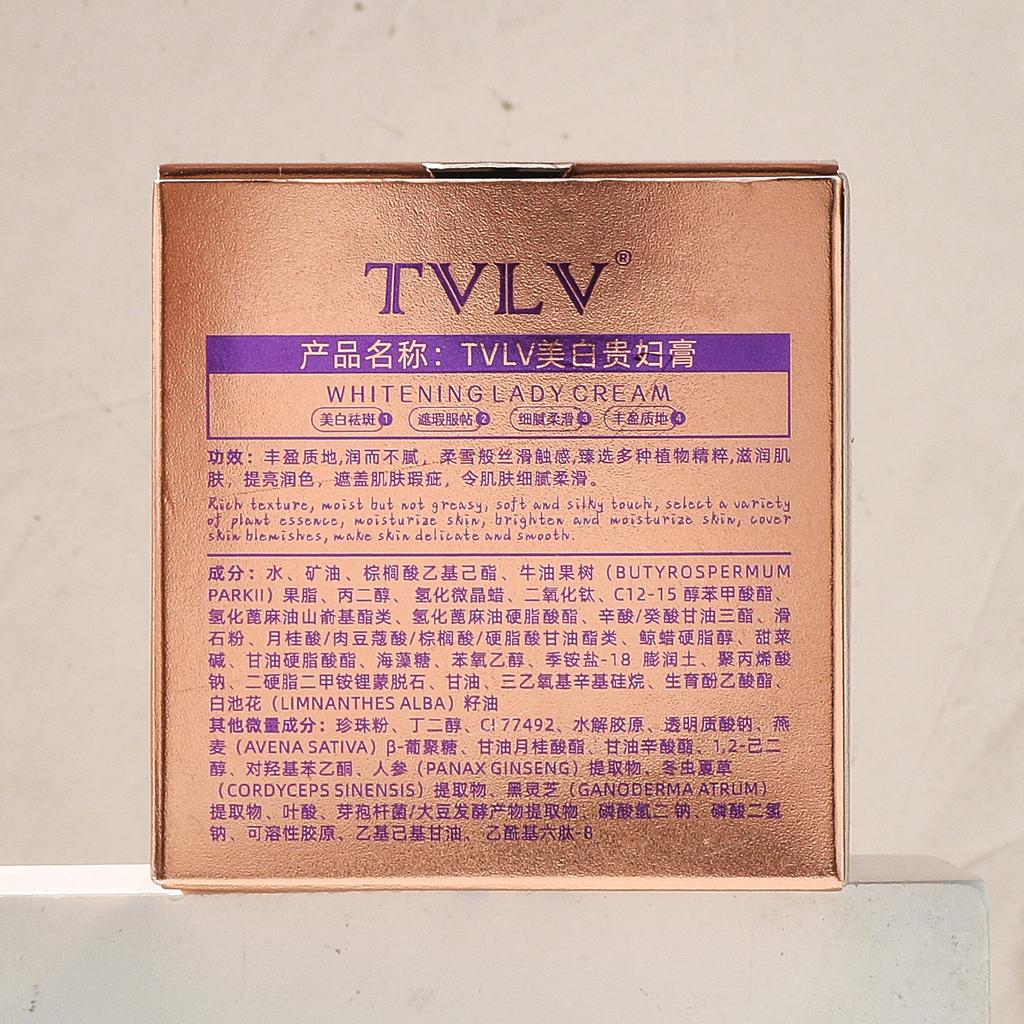 TVLV®
产品名称：TVLV美白贵妇膏
WHITENING LADY CREAM
美白祛斑1 遮瑕服帖2 细腻柔滑3 丰盈质地4
功效：丰盈质地,润而不腻，柔雪般丝滑触感,臻选多种植物精粹,滋润肌
肤，提亮润色，遮盖肌肤瑕疵，令肌肤细腻柔滑。
Rich texture, moist but not greasy, soft and silky touch, select a variety
of plant essence, moisturize skin, brighten and moisturize skin, cover
skin blemishes, make skin delicate and smooth.
成分：水、矿油、棕榈酸乙基己酯、牛油果树（BUTYROSPERMUM
PARKII）果脂、丙二醇、氢化微晶蜡、二氧化钛、C12-15 醇苯甲酸酯、
氢化蓖麻油山嵛基酯类、氢化蓖麻油硬脂酸酯、辛酸/癸酸甘油三酯、滑
石粉、月桂酸/肉豆蔻酸/棕榈酸/硬脂酸甘油酯类、鲸蜡硬脂醇、甜菜
碱、甘油硬脂酸酯、海藻糖、苯氧乙醇、季铵盐-18 膨润土、聚丙烯酸
钠、二硬脂二甲铵锂蒙脱石、甘油、三乙氧基辛基硅烷、生育酚乙酸酯、
白池花（LIMNANTHES ALBA）籽油
其他微量成分：珍珠粉、丁二醇、CI 77492、水解胶原、透明质酸钠、燕
麦（AVENA SATIVA）β-葡聚糖、甘油月桂酸酯、甘油辛酸酯、1,2-己二
醇、对羟基苯乙酮、人参（PANAX GINSENG）提取物、冬虫夏草
（CORDYCEPS SINENSIS）提取物、黑灵芝（GANODERMA ATRUM）
提取物、叶酸、芽孢杆菌/大豆发酵产物提取物、磷酸氢二钠、磷酸二氢
钠、可溶性胶原、乙基己基甘油、乙酰基六肽-8